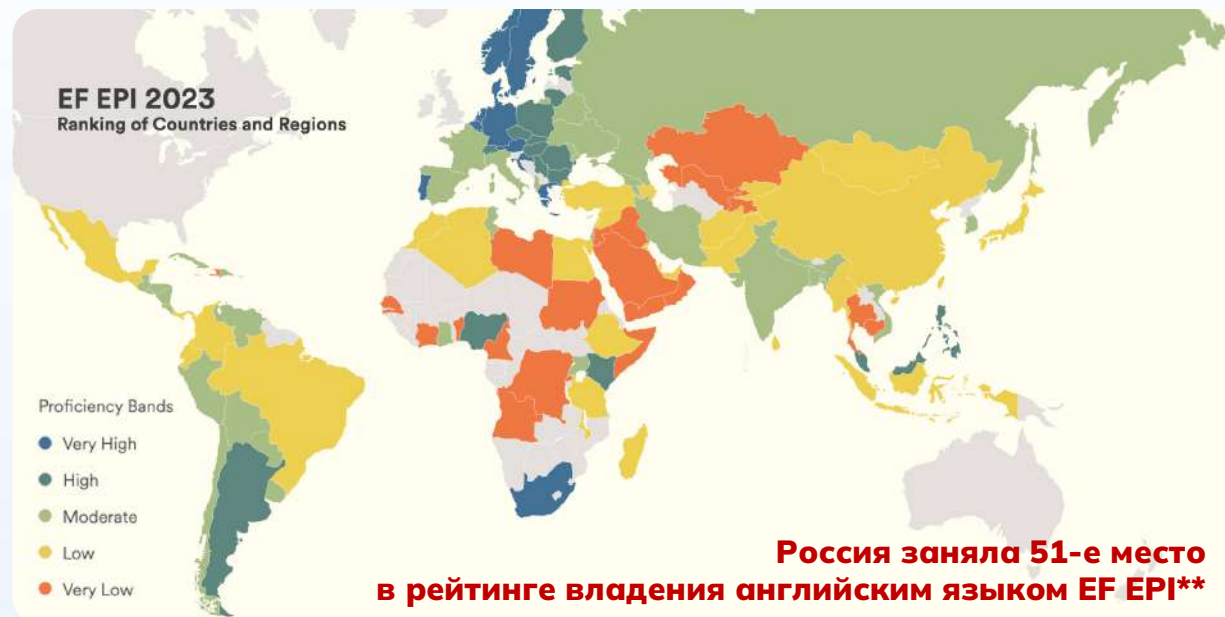 EF EPI 2023
Ranking of Countries and Regions
Proficiency Bands
Very High
High
Moderate
Low
Very Low
Россия заняла 51-е место
в рейтинге владения английским языком EF EPI**